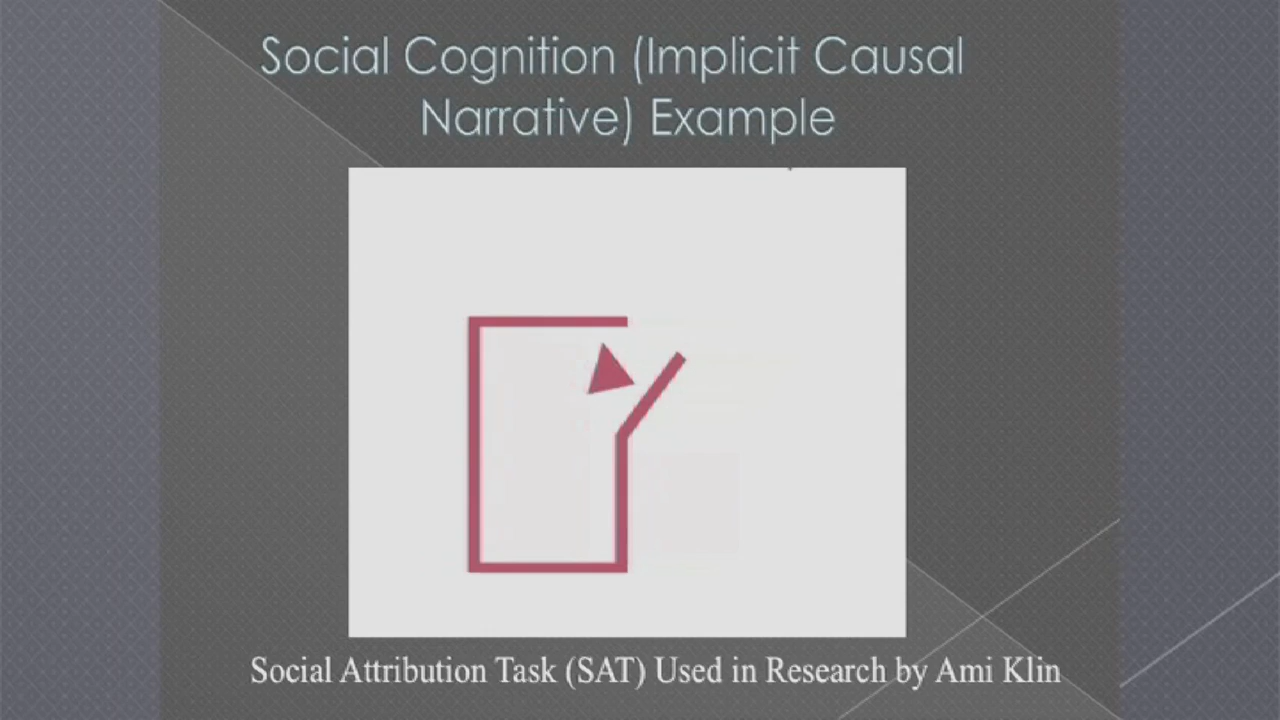 Social Cognition (Implicit Causal
Narrative) Example
Social Attribution Task (SAT) Used in Research by Ami Klin